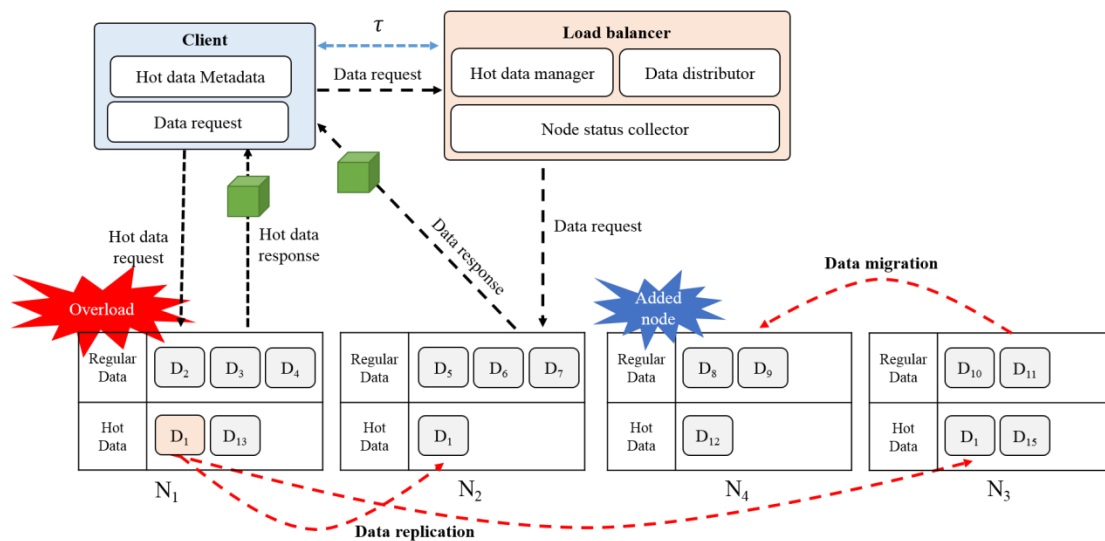 Client
Hot data Metadata
Data request
τ
Data request
Load balancer
Hot data manager
Data distributor
Node status collector
Hot data
request
Hot data
response
Data response
Data request
Data migration
Overload
Added
node
Regular
Data
D₂
D₃
D₄
Hot
Data
D₁
D₁₃
N₁
Regular
Data
D₅
D₆
D₇
Hot
Data
D₁
N₂
Regular
Data
D₈
D₉
Hot
Data
D₁₂
N₄
Regular
Data
D₁₀
D₁₁
Hot
Data
D₁
D₁₅
N₃
Data replication